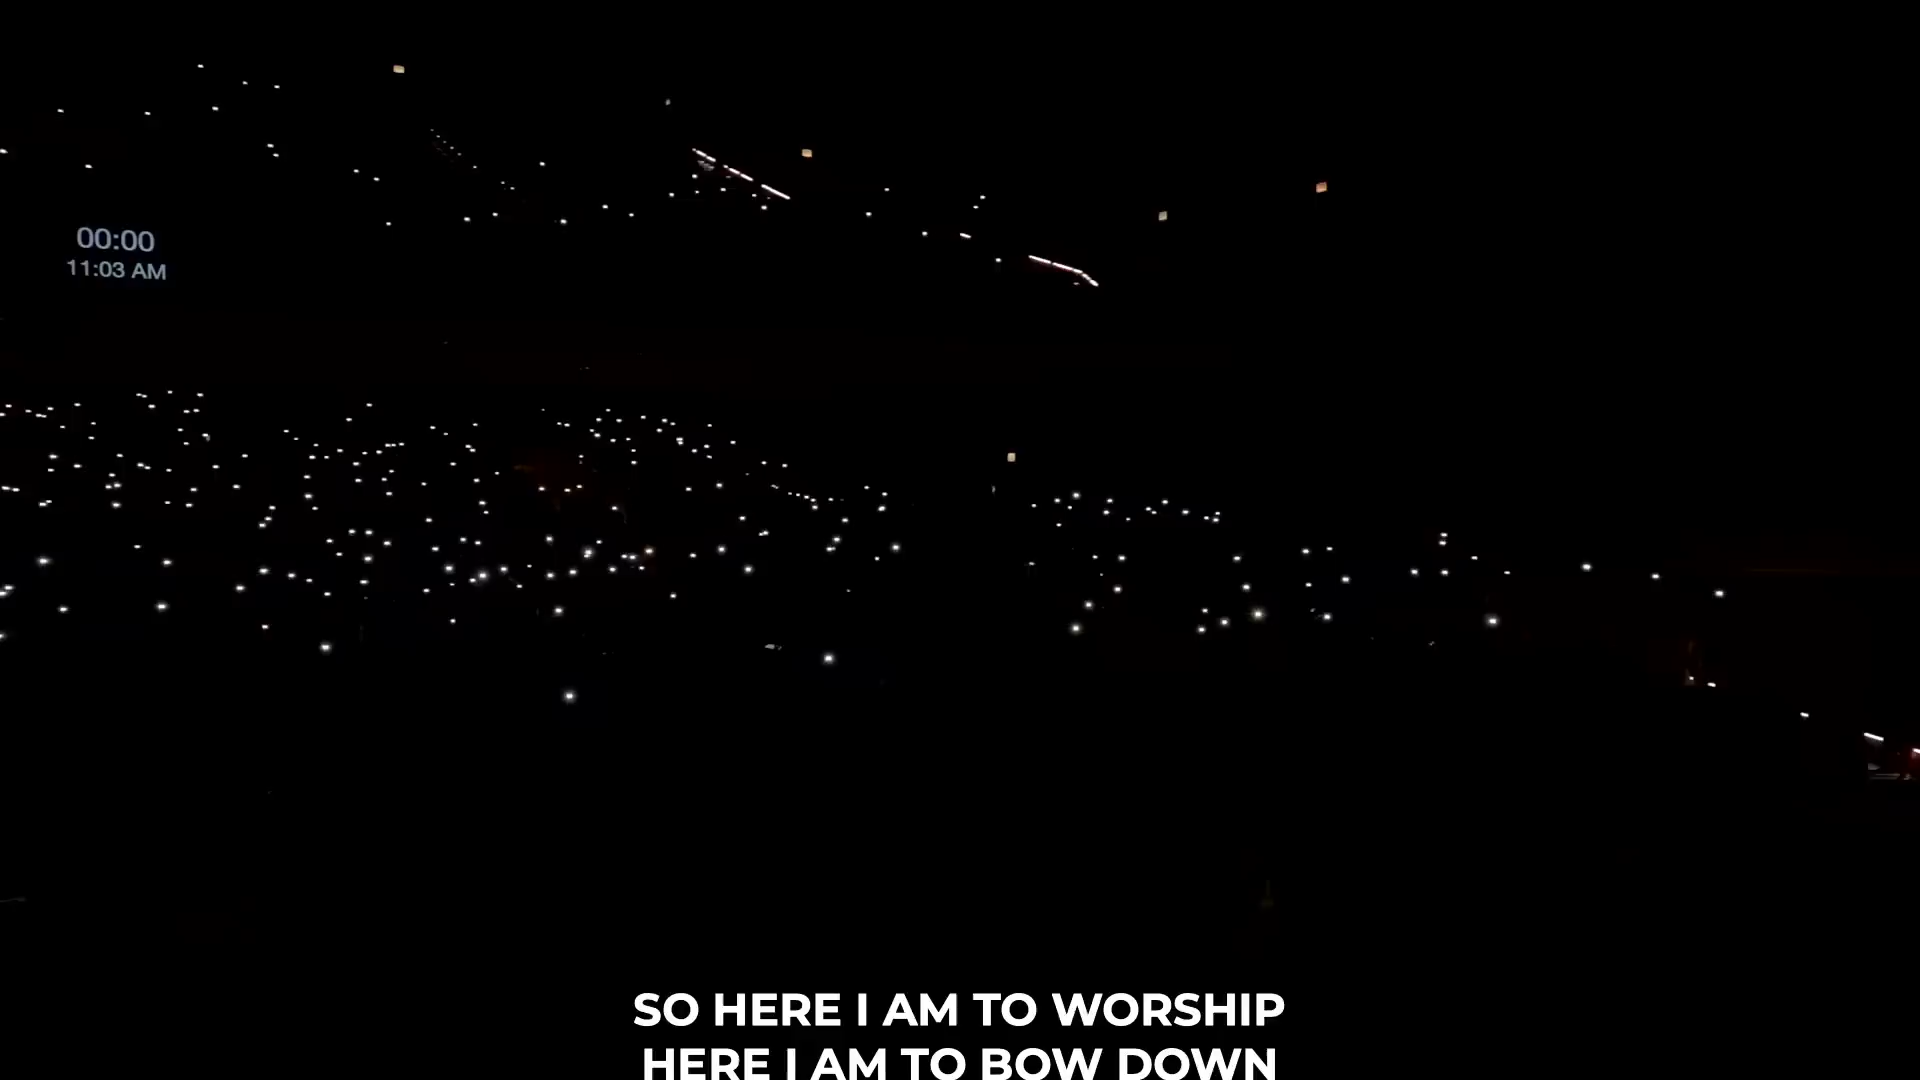 00:00
11:03 AM
SO HERE I AM TO WORSHIP
HERE I AM TO BOW DOWN